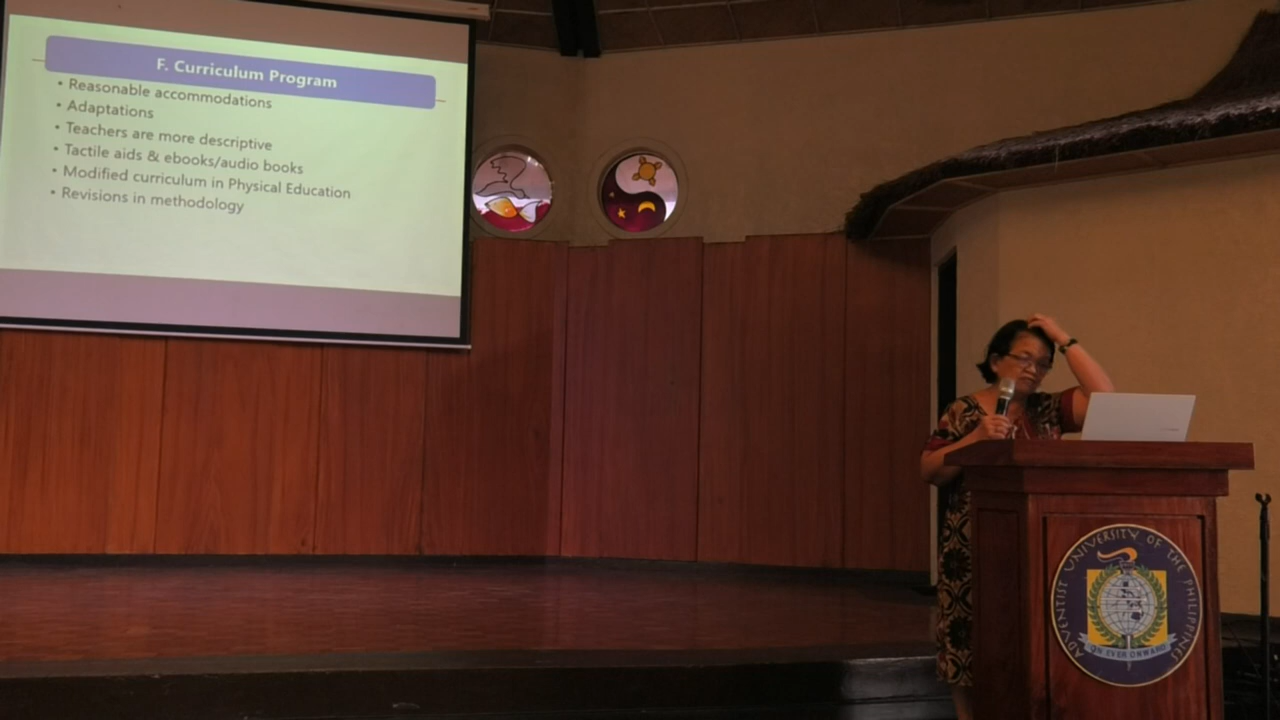 F. Curriculum Program
• Reasonable accommodations
• Adaptations
• Teachers are more descriptive
• Tactile aids & ebooks/audio books
• Modified curriculum in Physical Education
• Revisions in methodology
ADVENTIST UNIVERSITY OF THE PHILIPPINES
ON EVER ONWARD